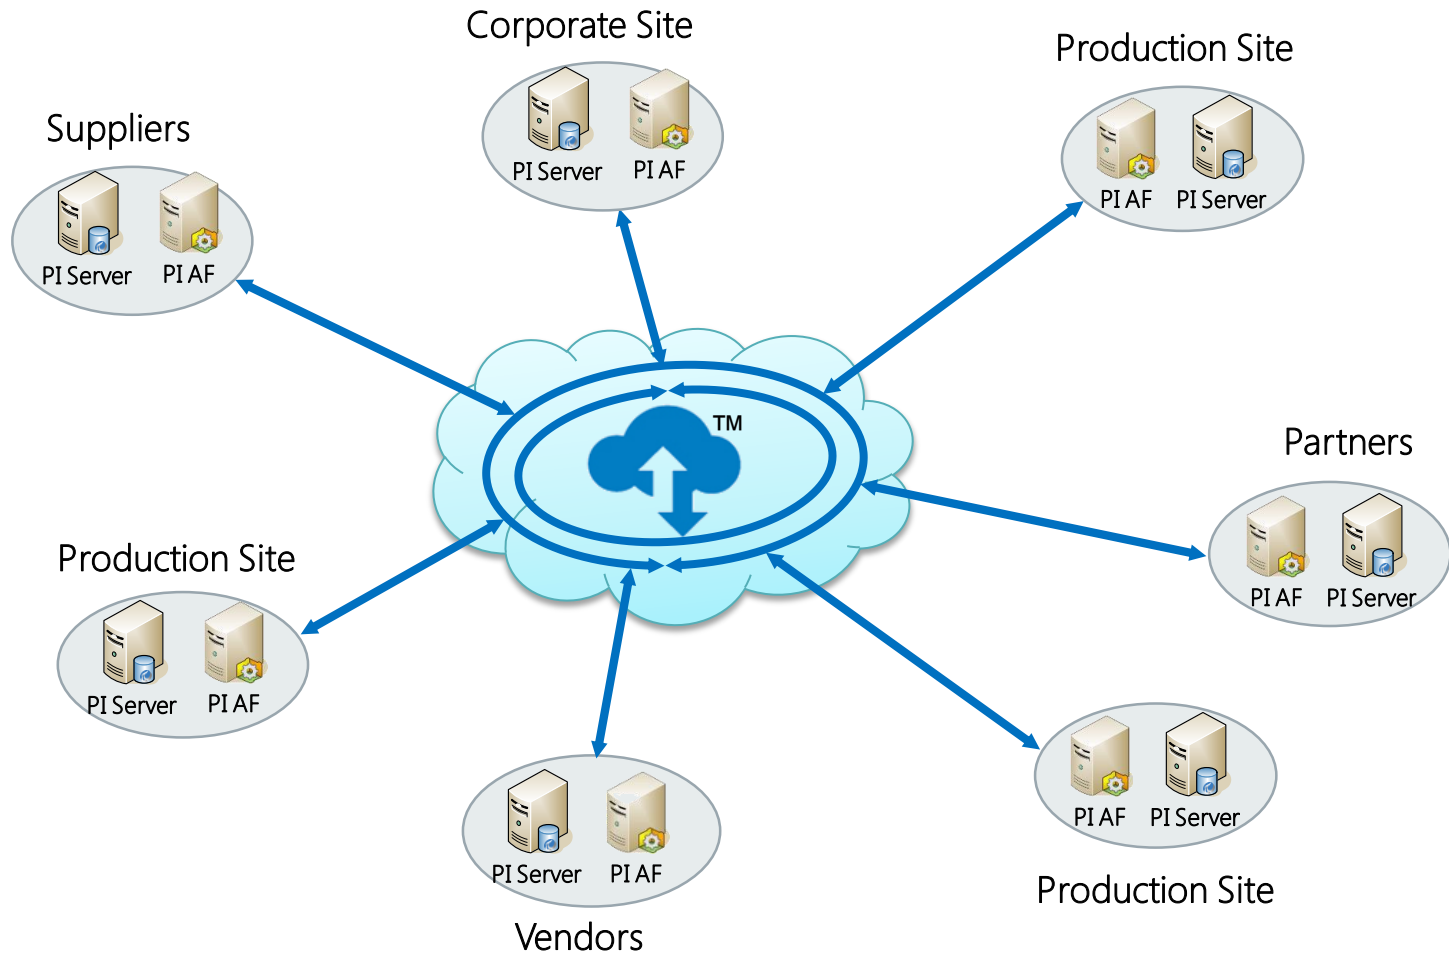 Corporate Site
PI Server
PI AF
Production Site
PI AF
PI Server
Suppliers
PI Server
PI AF
TM
Partners
PI AF
PI Server
Production Site
PI Server
PI AF
PI AF
PI Server
Production Site
PI Server
PI AF
Vendors